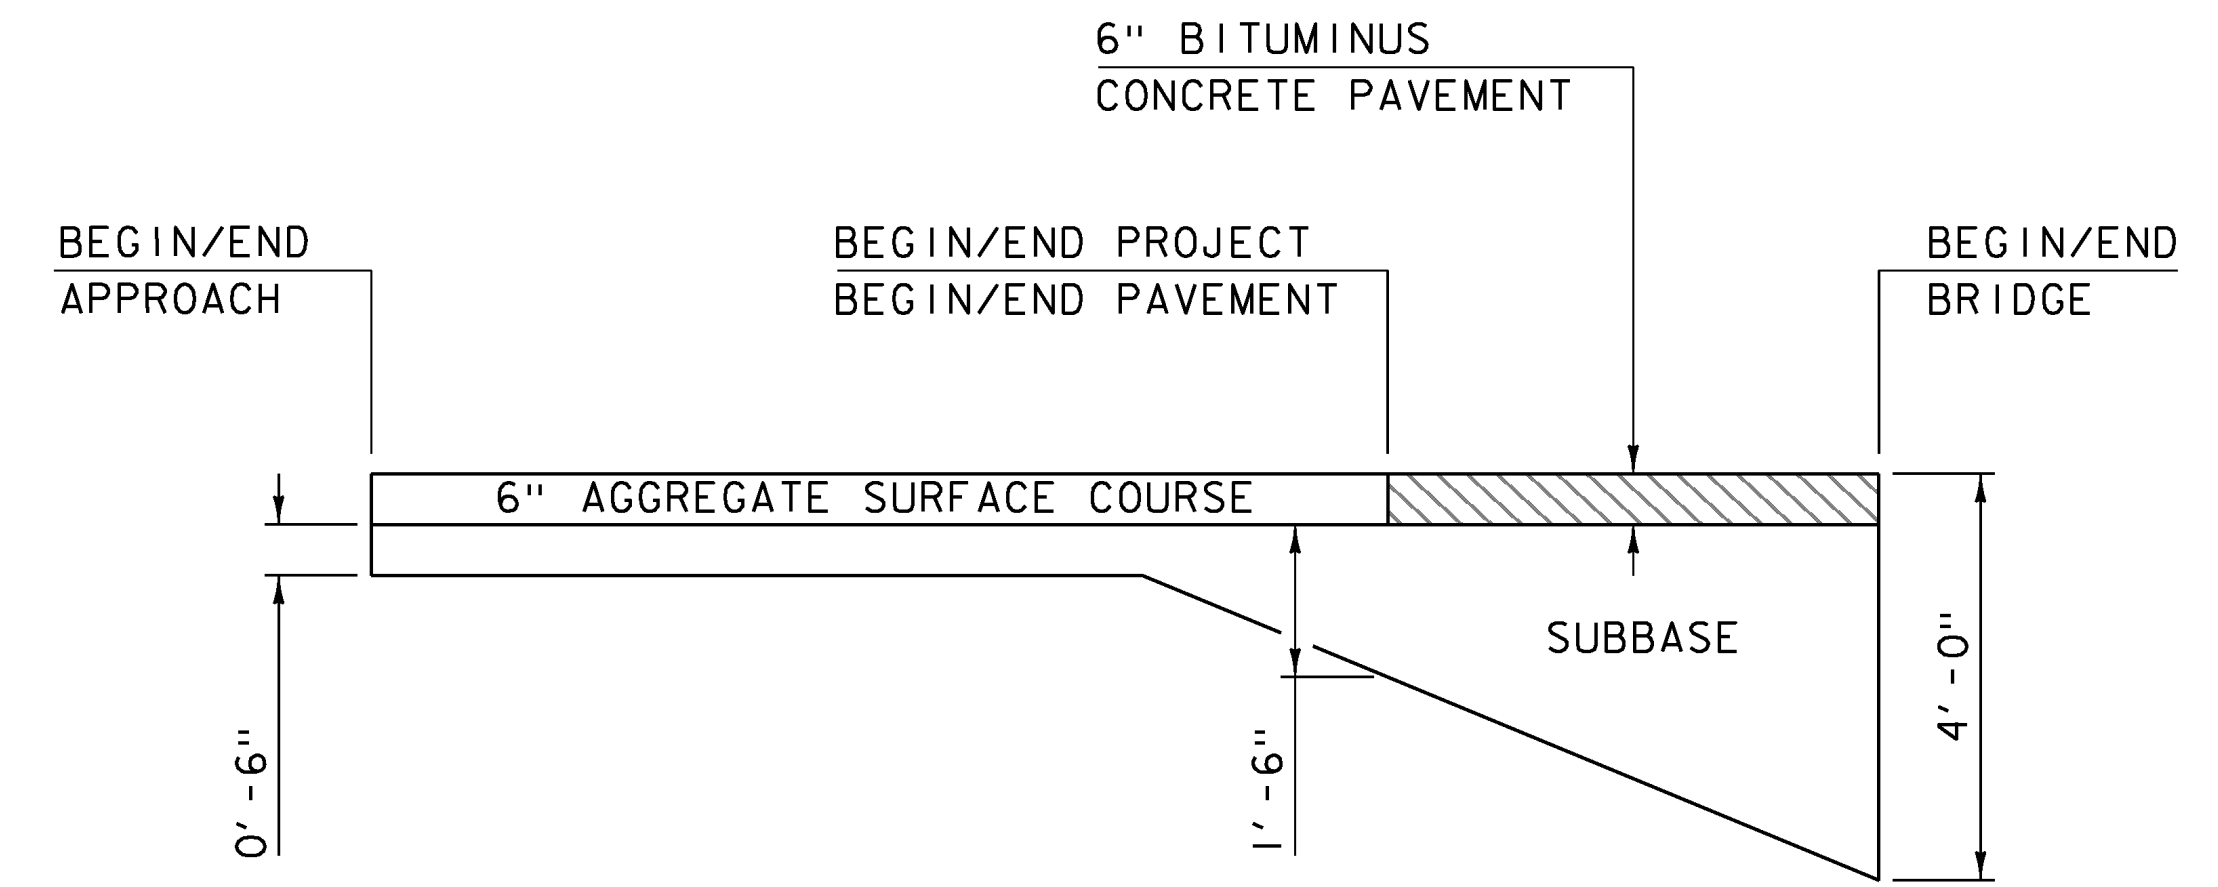 6" BITUMINUS
CONCRETE PAVEMENT
BEGIN/END
APPROACH
BEGIN/END PROJECT
BEGIN/END PAVEMENT
BEGIN/END
BRIDGE
6" AGGREGATE SURFACE COURSE
SUBBASE
0'-6"
1'-6"
4'-0"